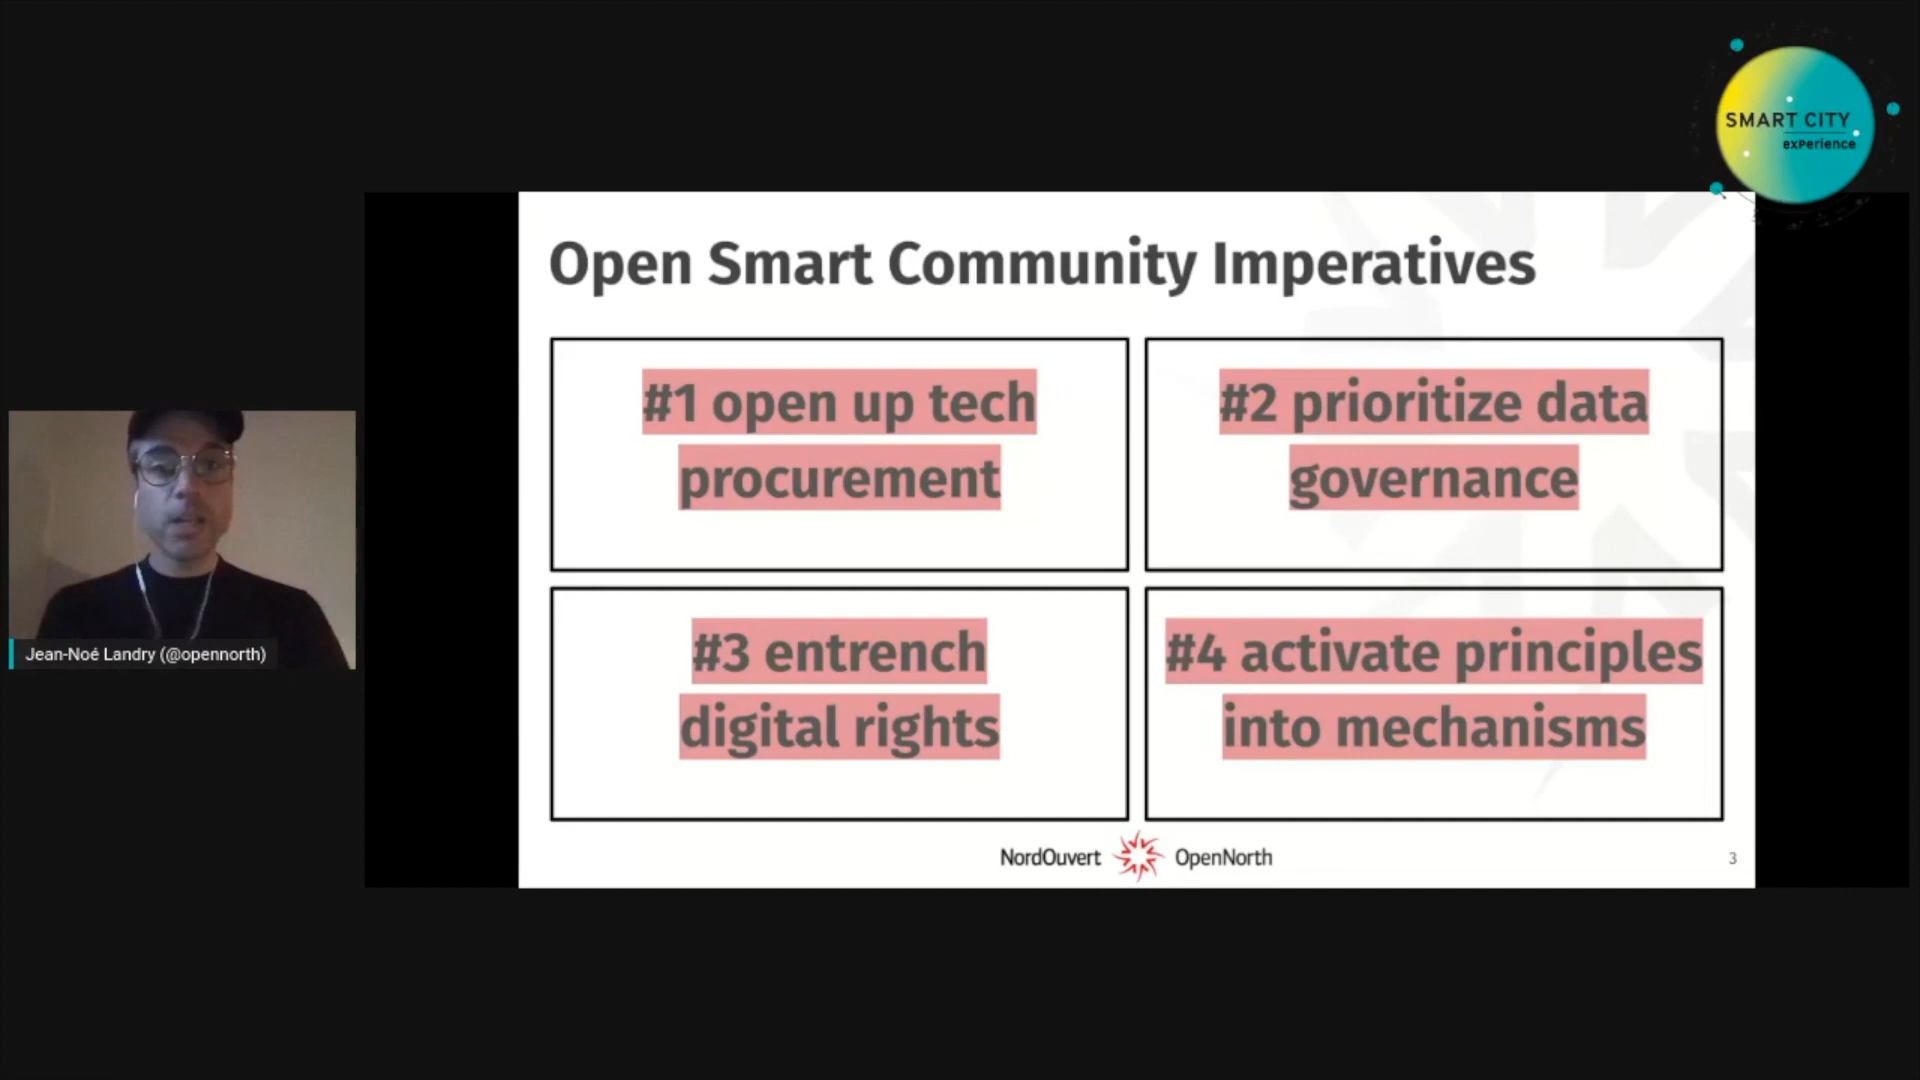 SMART CITY
exPerience
Open Smart Community Imperatives
#1 open up tech
procurement
#2 prioritize data
governance
#3 entrench
digital rights
#4 activate principles
into mechanisms
Jean-Noé Landry (@opennorth)
NordOuvert OpenNorth
3